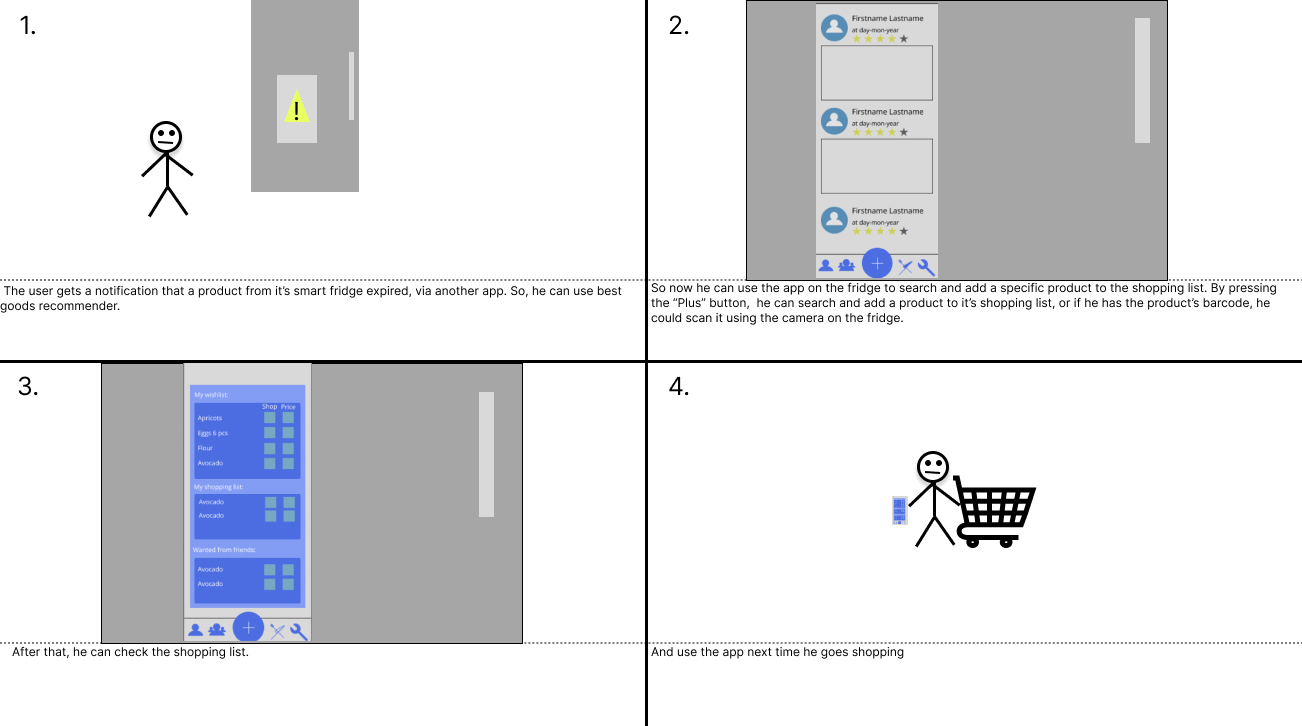 1.
!
The user gets a notification that a product from it's smart fridge expired, via another app. So, he can use best
goods recommender.
2.
Firstname Lastname
at day-mon-year
Firstname Lastname
at day-mon-year
Firstname Lastname
at day-mon-year
So now he can use the app on the fridge to search and add a specific product to the shopping list. By pressing
the “Plus” button,  he can search and add a product to it's shopping list, or if he has the product's barcode, he
could scan it using the camera on the fridge.
3.
My wishlist:
Shop Price
Apricots
Eggs 6 pcs
Flour
Avocado
My shopping list:
Avocado
Avocado
Wanted from friends:
Avocado
Avocado
After that, he can check the shopping list.
4.
And use the app next time he goes shopping